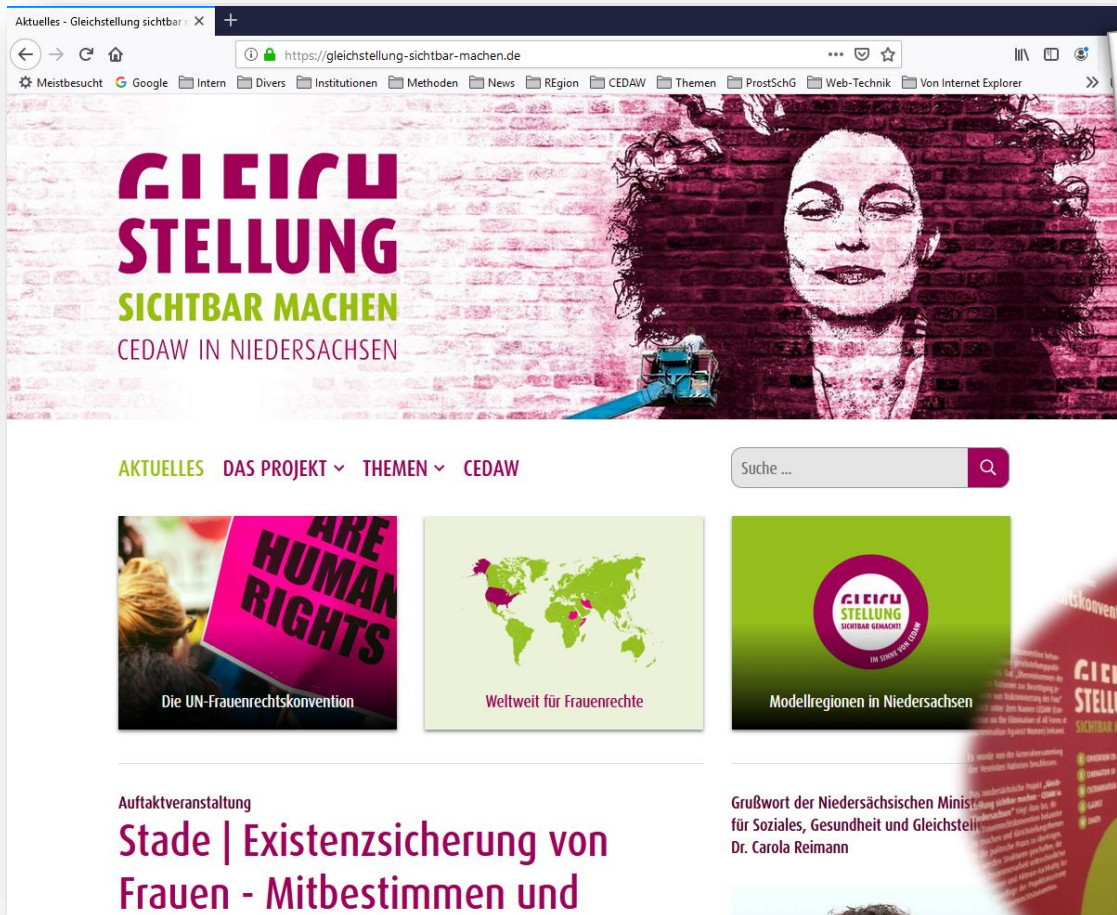 Aktuelles - Gleichstellung sichtbar
https://gleichstellung-sichtbar-machen.de
Meistbesucht Google Intern Divers Institutionen Methoden News REgion CEDAW Themen ProstSchG Web-Technik Von Internet Explorer
GLEICH
STELLUNG
SICHTBAR MACHEN
CEDAW IN NIEDERSACHSEN
AKTUELLES DAS PROJEKT THEMEN CEDAW
Suche ...
ARE
HUMAN
RIGHTS
Die UN-Frauenrechtskonvention
Weltweit für Frauenrechte
GLEICH
STELLUNG
SICHTBAR GEMACHT!
IM SINNE VON CEDAW
Modellregionen in Niedersachsen
Auftaktveranstaltung
Stade | Existenzsicherung von
Frauen - Mitbestimmen und
Grußwort der Niedersächsischen
für Soziales, Gesundheit und
Dr. Carola Reimann